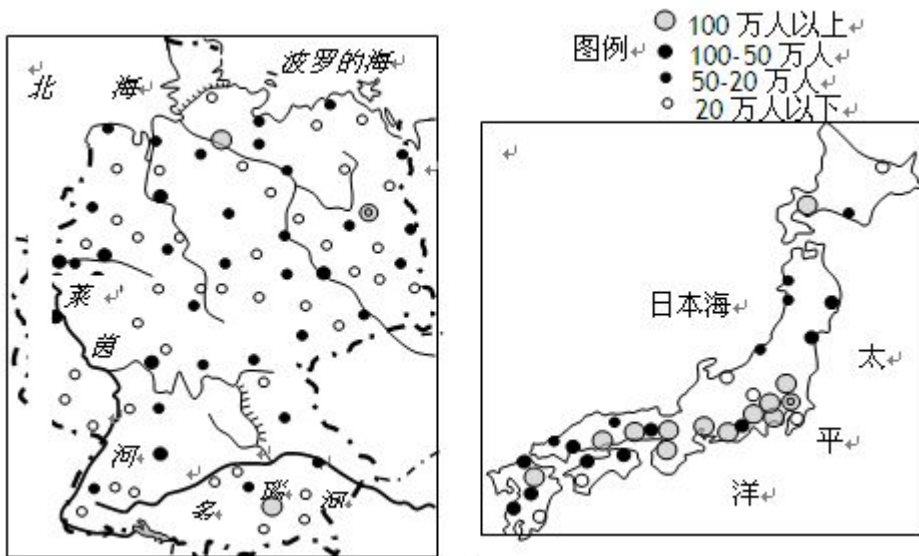 图例↵
100 万人以上↵
100-50 万人↵
50-20 万人↵
20 万人以下↵
北 海↵
波罗的海↵
莱↵
茵
河↵
多 瑙 河↵
日本海↵
太
平↵
洋↵